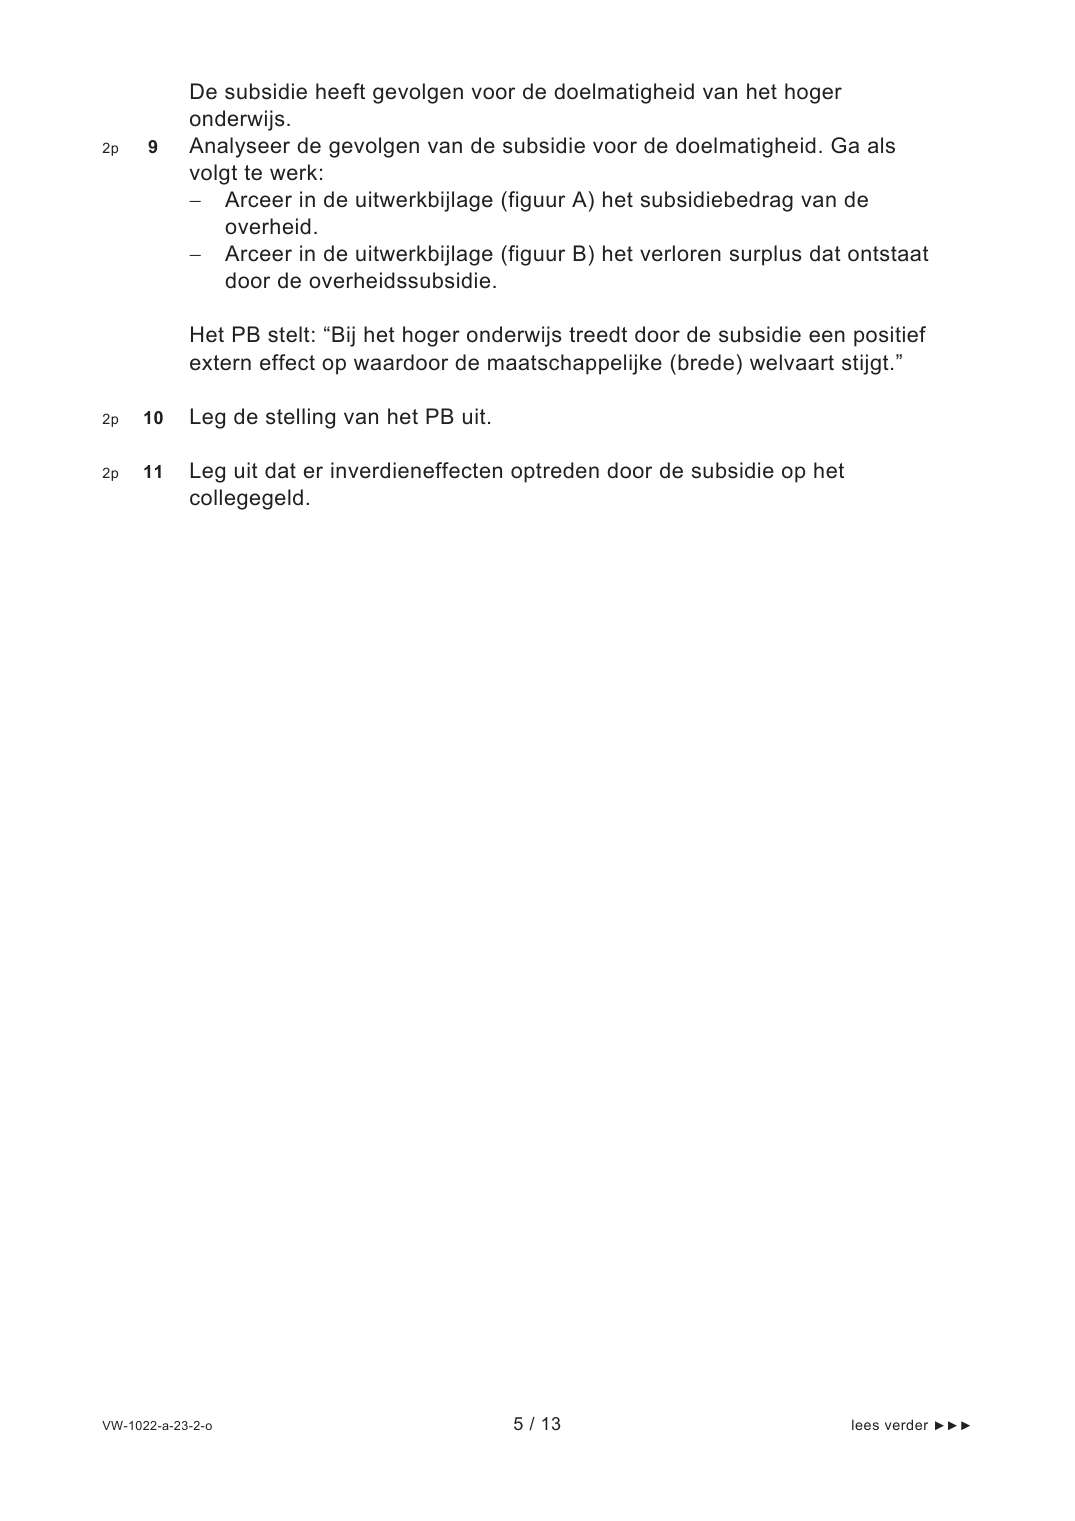 De subsidie heeft gevolgen voor de doelmatigheid van het hoger
onderwijs.
2p 9 Analyseer de gevolgen van de subsidie voor de doelmatigheid. Ga als
volgt te werk:
− Arceer in de uitwerkbijlage (figuur A) het subsidiebedrag van de
overheid.
− Arceer in de uitwerkbijlage (figuur B) het verloren surplus dat ontstaat
door de overheidssubsidie.
Het PB stelt: “Bij het hoger onderwijs treedt door de subsidie een positief
extern effect op waardoor de maatschappelijke (brede) welvaart stijgt.”
2p 10 Leg de stelling van het PB uit.
2p 11 Leg uit dat er inverdieneffecten optreden door de subsidie op het
collegegeld.
VW-1022-a-23-2-o 5 / 13 lees verder ►►►